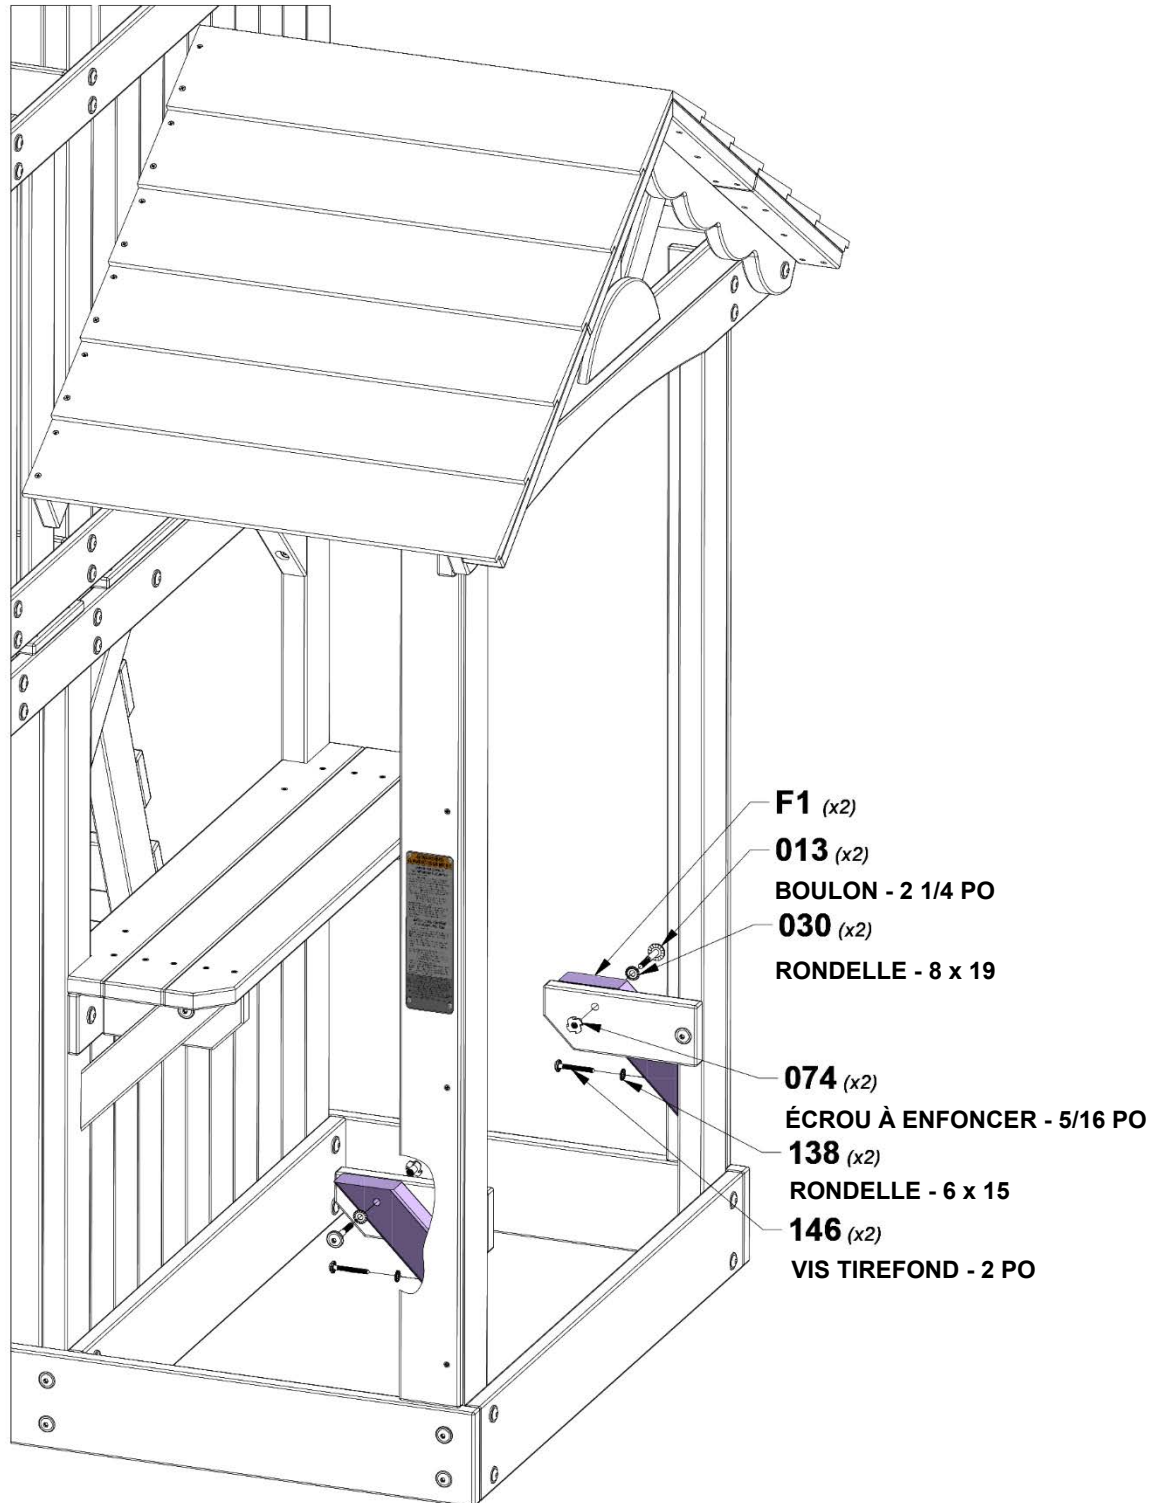 F1 (x2)
013 (x2)
BOULON - 2 1/4 PO
030 (x2)
RONDELLE - 8 x 19
074 (x2)
ÉCROU À ENFONCER - 5/16 PO
138 (x2)
RONDELLE - 6 x 15
146 (x2)
VIS TIREFOND - 2 PO